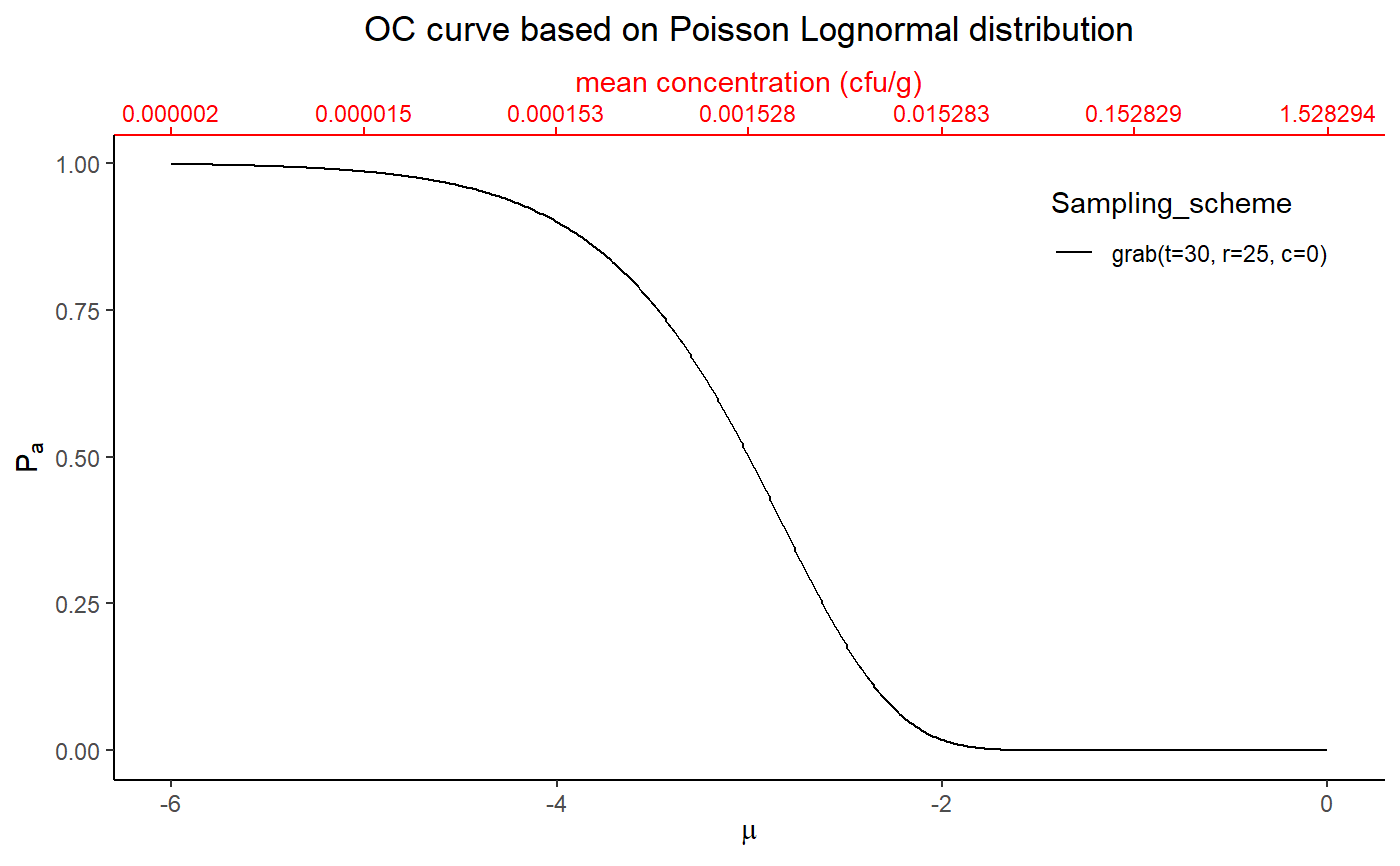 OC curve based on Poisson Lognormal distribution
mean concentration (cfu/g)
0.000002 0.000015 0.000153 0.001528 0.015283 0.152829 1.528294
1.00
0.75
0.50
0.25
0.00
Pa
Sampling_scheme
grab(t=30, r=25, c=0)
-6 -4 -2 0
μ